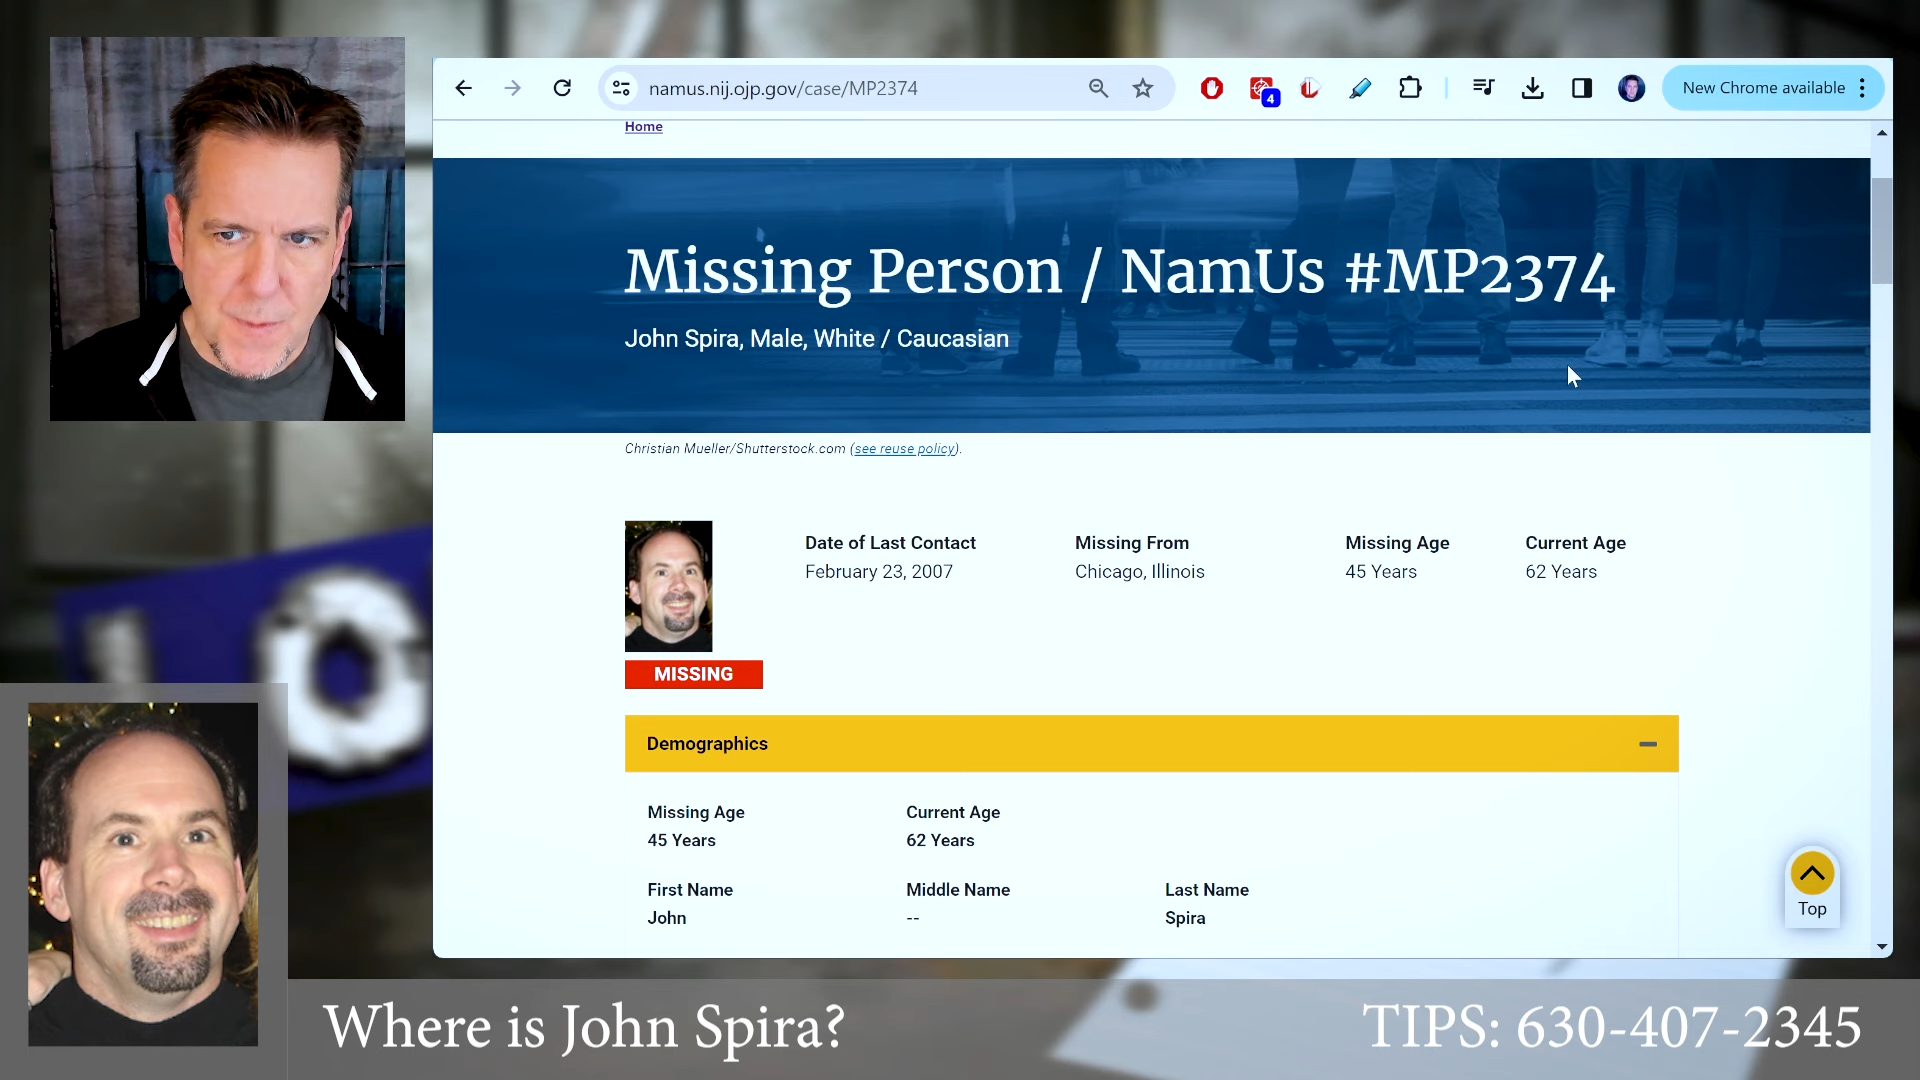 namus.nij.ojp.gov/case/MP2374
4
New Chrome available
Home
Missing Person / NamUs #MP2374
John Spira, Male, White / Caucasian
Christian Mueller/Shutterstock.com (see reuse policy).
Date of Last Contact
February 23, 2007
Missing From
Chicago, Illinois
Missing Age
45 Years
Current Age
62 Years
MISSING
Demographics
Missing Age
45 Years
Current Age
62 Years
First Name
John
Middle Name
--
Last Name
Spira
Top
Where is John Spira?
TIPS: 630-407-2345